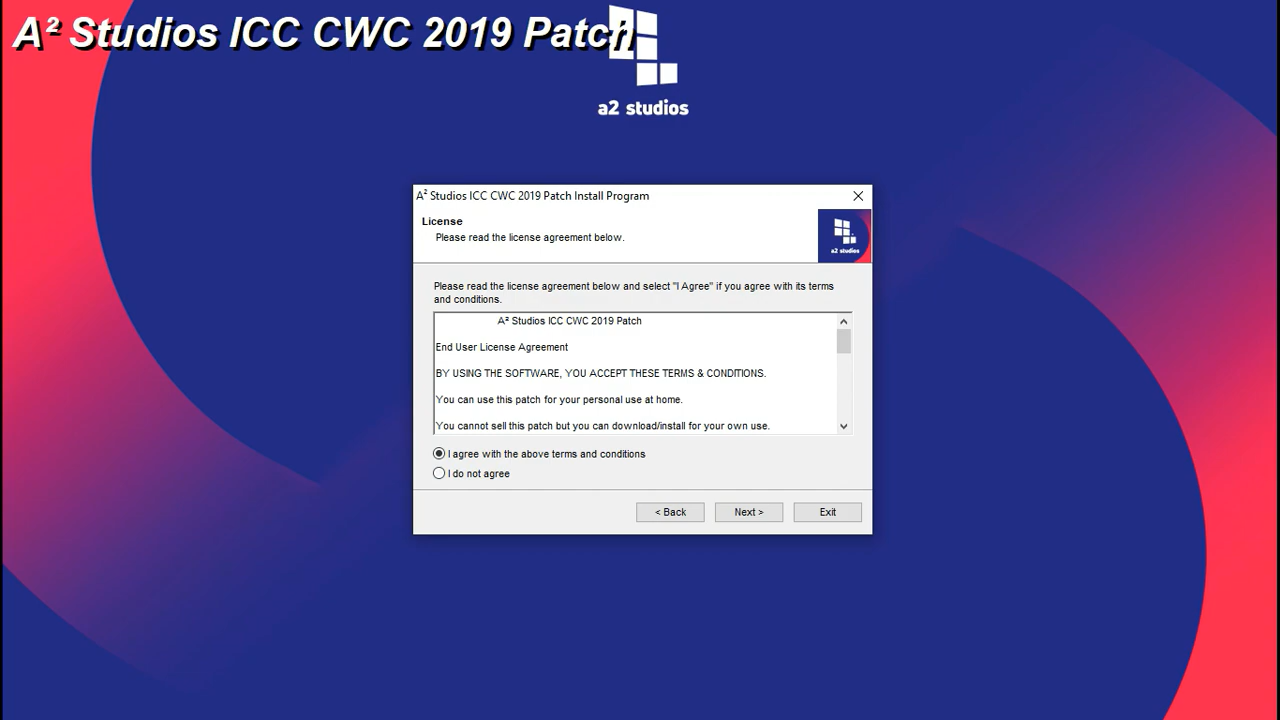 A² Studios ICC CWC 2019 Patch
a2 studios
A² Studios ICC CWC 2019 Patch Install Program
License
Please read the license agreement below.
a2 studios
Please read the license agreement below and select "I Agree" if you agree with its terms
and conditions.
A² Studios ICC CWC 2019 Patch
End User License Agreement
BY USING THE SOFTWARE, YOU ACCEPT THESE TERMS & CONDITIONS.
You can use this patch for your personal use at home.
You cannot sell this patch but you can download/install for your own use.
I agree with the above terms and conditions
I do not agree
< Back Next > Exit